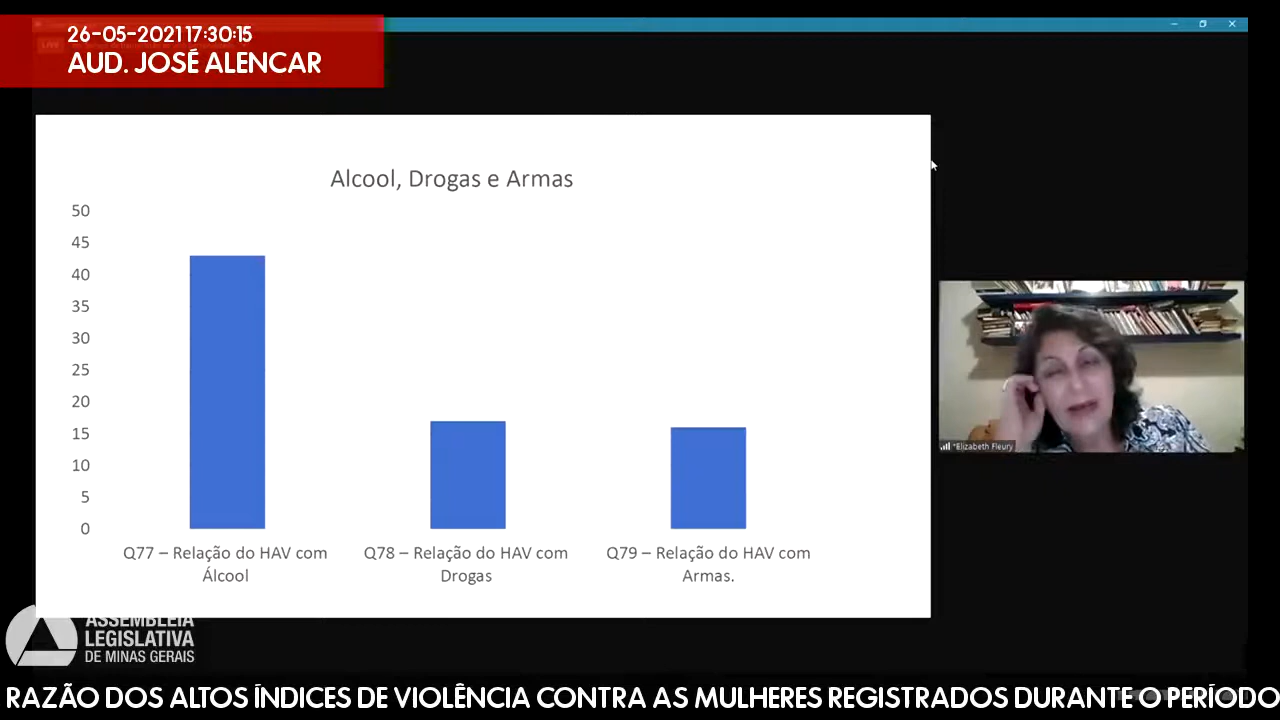 26-05-2021 17:30:15
AUD. JOSÉ ALENCAR
LIVE
Alcool, Drogas e Armas
50
45
40
35
30
25
20
15
10
5
0
Q77 – Relação do HAV com
Álcool
Q78 – Relação do HAV com
Drogas
Q79 – Relação do HAV com
Armas.
*Elizabeth Fleury
ASSEMBLEIA
LEGISLATIVA
DE MINAS GERAIS
RAZÃO DOS ALTOS ÍNDICES DE VIOLÊNCIA CONTRA AS MULHERES REGISTRADOS DURANTE O PERÍODO